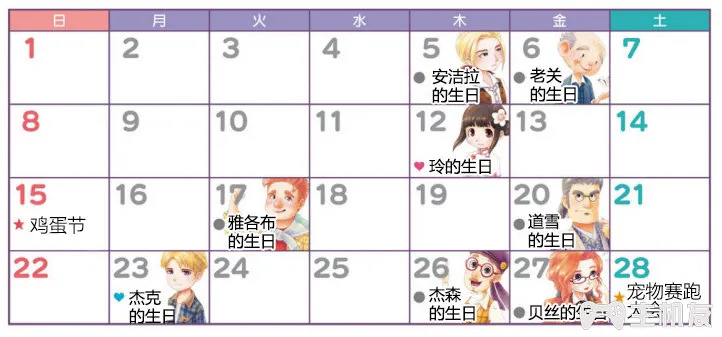 日 月 火 水 木 金 土
1 2 3 4 5 6 7
安洁拉
的生日
老关
的生日
8 9 10 11 12 13 14
玲的生日
15 16 17 18 19 20 21
鸡蛋节
雅各布
的生日
道雪
的生日
22 23 24 25 26 27 28
杰克
的生日
杰森
的生日
贝丝的生日
宠物赛跑
大会